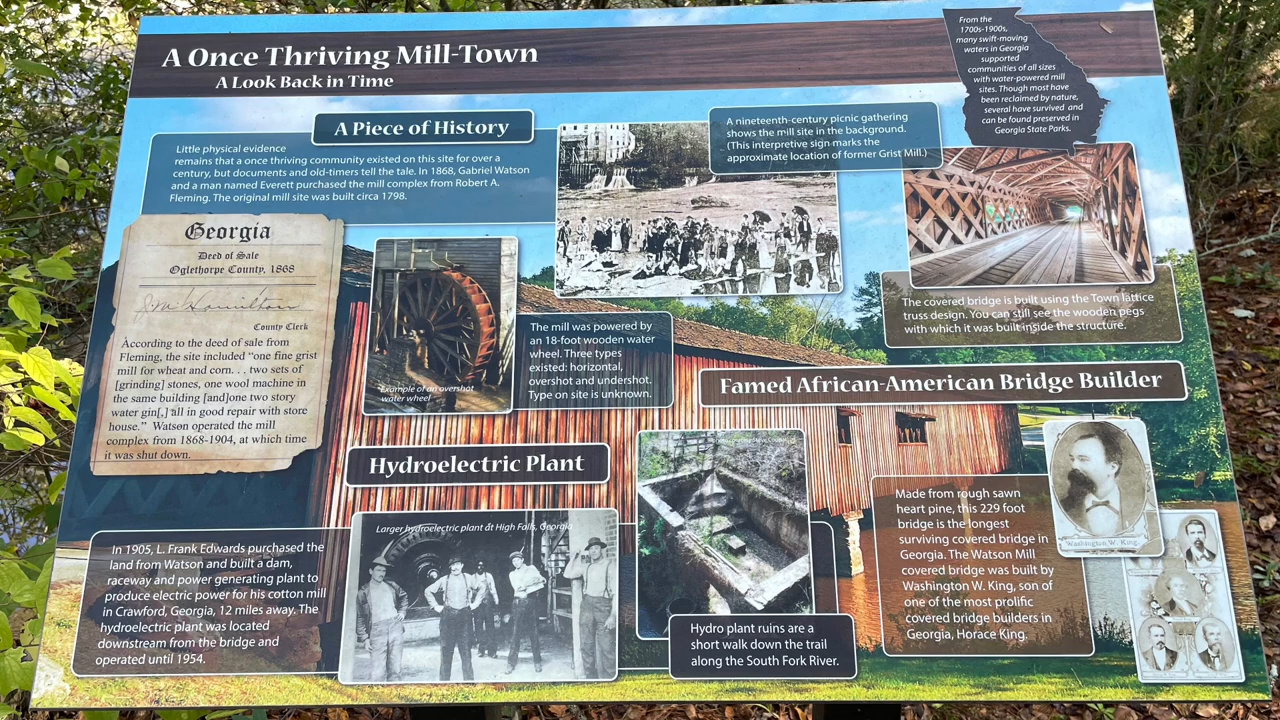 A Once Thriving Mill-Town
A Look Back in Time
From the
1700s-1900s,
many swift-moving
waters in Georgia
supported
communities of all sizes
with water-powered mill
sites. Though most have
been reclaimed by nature,
several have survived and
can be found preserved in
Georgia State Parks.
A Piece of History
Little physical evidence
remains that a once thriving community existed on this site for over a
century, but documents and old-timers tell the tale. In 1868, Gabriel Watson
and a man named Everett purchased the mill complex from Robert A.
Fleming. The original mill site was built circa 1798.
A nineteenth-century picnic gathering
shows the mill site in the background.
(This interpretive sign marks the
approximate location of former Grist Mill.)
Georgia
Deed of Sale
Oglethorpe County, 1868
County Clerk
According to the deed of sale from
Fleming, the site included "one fine grist
mill for wheat and corn. . . two sets of
[grinding] stones, one wool machine in
the same building [and]one two story
water gin[,] all in good repair with store
house." Watson operated the mill
complex from 1868-1904, at which time
it was shut down.
*Example of an overshot
water wheel
The mill was powered by
an 18-foot wooden water
wheel. Three types
existed: horizontal,
overshot and undershot.
Type on site is unknown.
The covered bridge is built using the Town lattice
truss design. You can still see the wooden pegs
with which it was built inside the structure.
Famed African-American Bridge Builder
Made from rough sawn
heart pine, this 229 foot
bridge is the longest
surviving covered bridge in
Georgia. The Watson Mill
covered bridge was built by
Washington W. King, son of
one of the most prolific
covered bridge builders in
Georgia, Horace King.
Washington W. King.
Hydroelectric Plant
In 1905, L. Frank Edwards purchased the
land from Watson and built a dam,
raceway and power generating plant to
produce electric power for his cotton mill
in Crawford, Georgia, 12 miles away. The
hydroelectric plant was located
downstream from the bridge and
operated until 1954.
Larger hydroelectric plant at High Falls, Georgia
Hydro plant ruins are a
short walk down the trail
along the South Fork River.